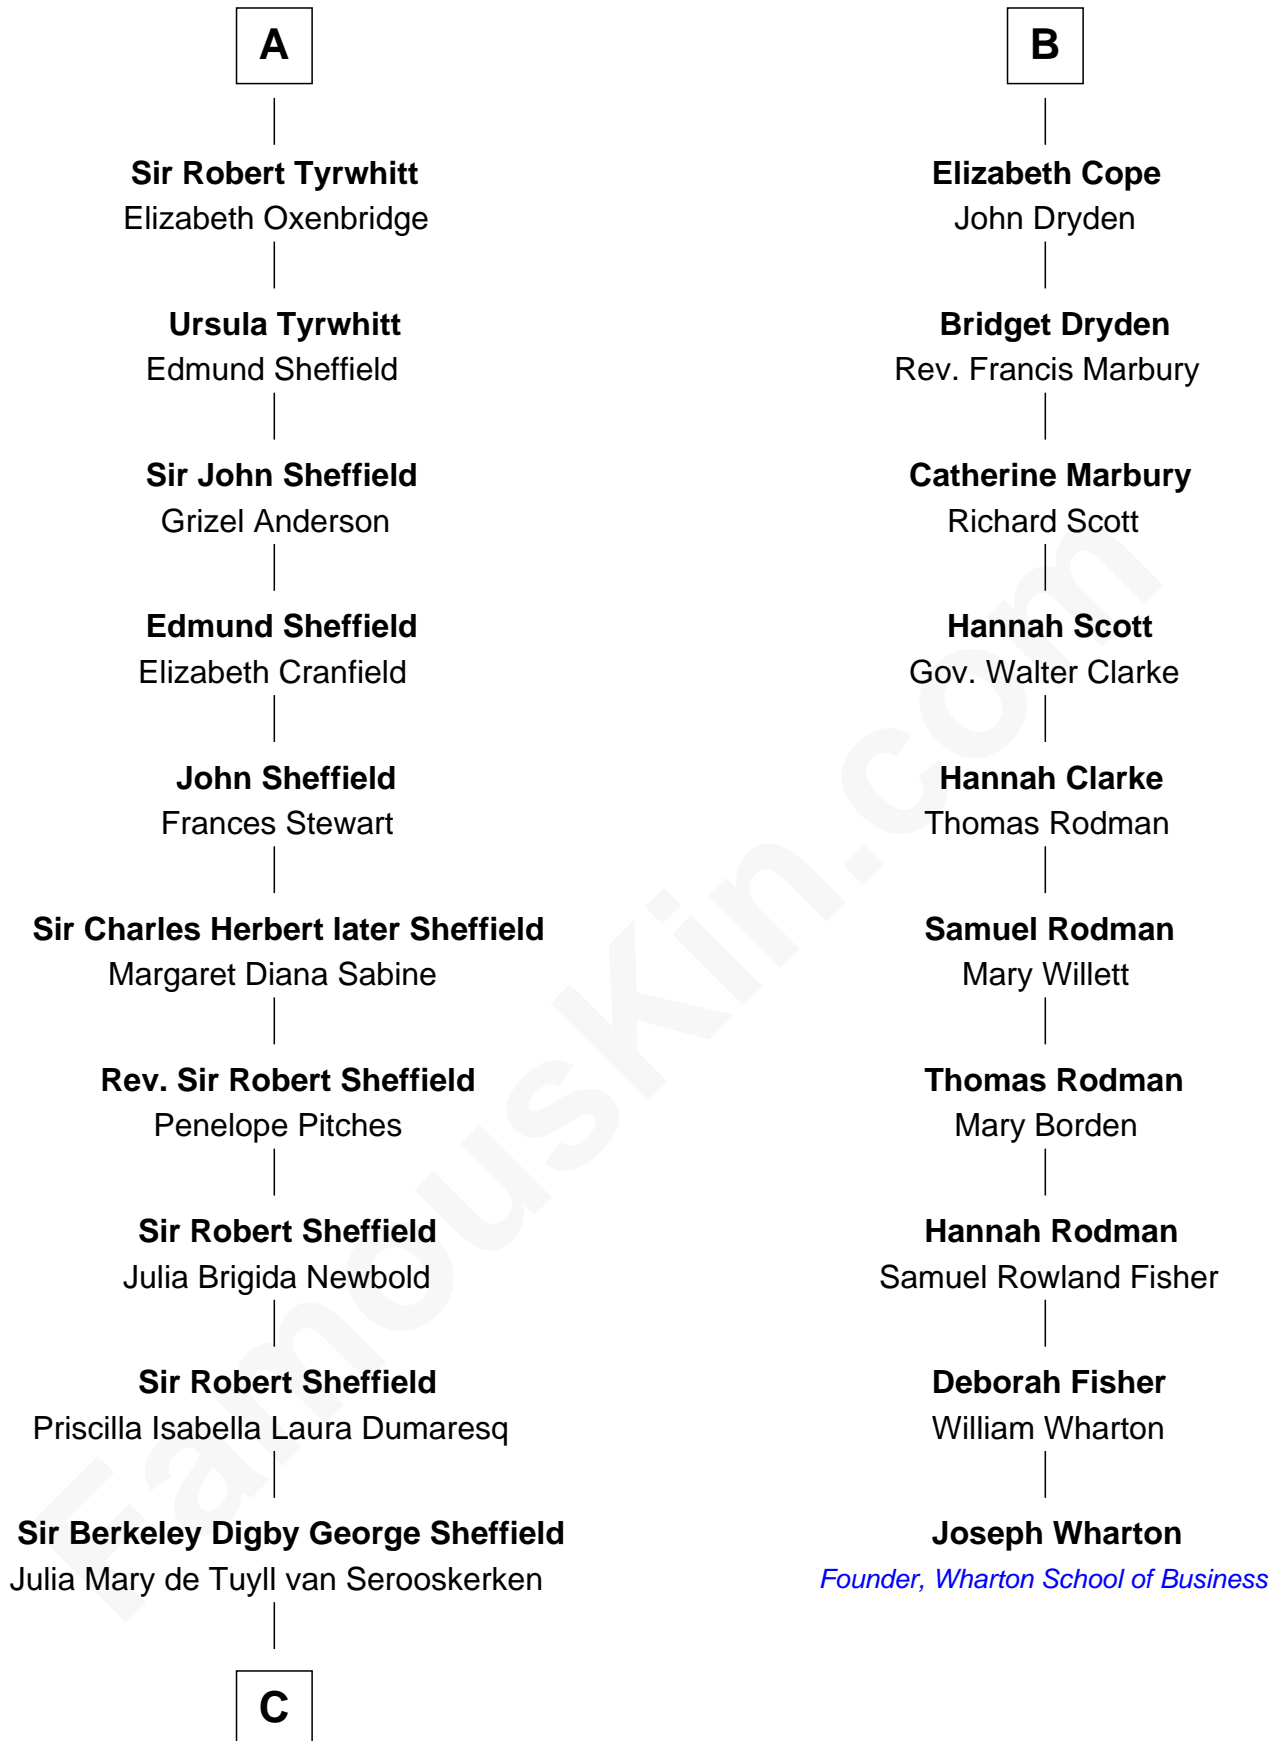 A
Sir Robert Tyrwhitt
Elizabeth Oxenbridge
Ursula Tyrwhitt
Edmund Sheffield
Sir John Sheffield
Grizel Anderson
Edmund Sheffield
Elizabeth Cranfield
John Sheffield
Frances Stewart
Sir Charles Herbert later Sheffield
Margaret Diana Sabine
Rev. Sir Robert Sheffield
Penelope Pitches
Sir Robert Sheffield
Julia Brigida Newbold
Sir Robert Sheffield
Priscilla Isabella Laura Dumaresq
Sir Berkeley Digby George Sheffield
Julia Mary de Tuyll van Serooskerken
C
B
Elizabeth Cope
John Dryden
Bridget Dryden
Rev. Francis Marbury
Catherine Marbury
Richard Scott
Hannah Scott
Gov. Walter Clarke
Hannah Clarke
Thomas Rodman
Samuel Rodman
Mary Willett
Thomas Rodman
Mary Borden
Hannah Rodman
Samuel Rowland Fisher
Deborah Fisher
William Wharton
Joseph Wharton
Founder, Wharton School of Business
FamousKin.com